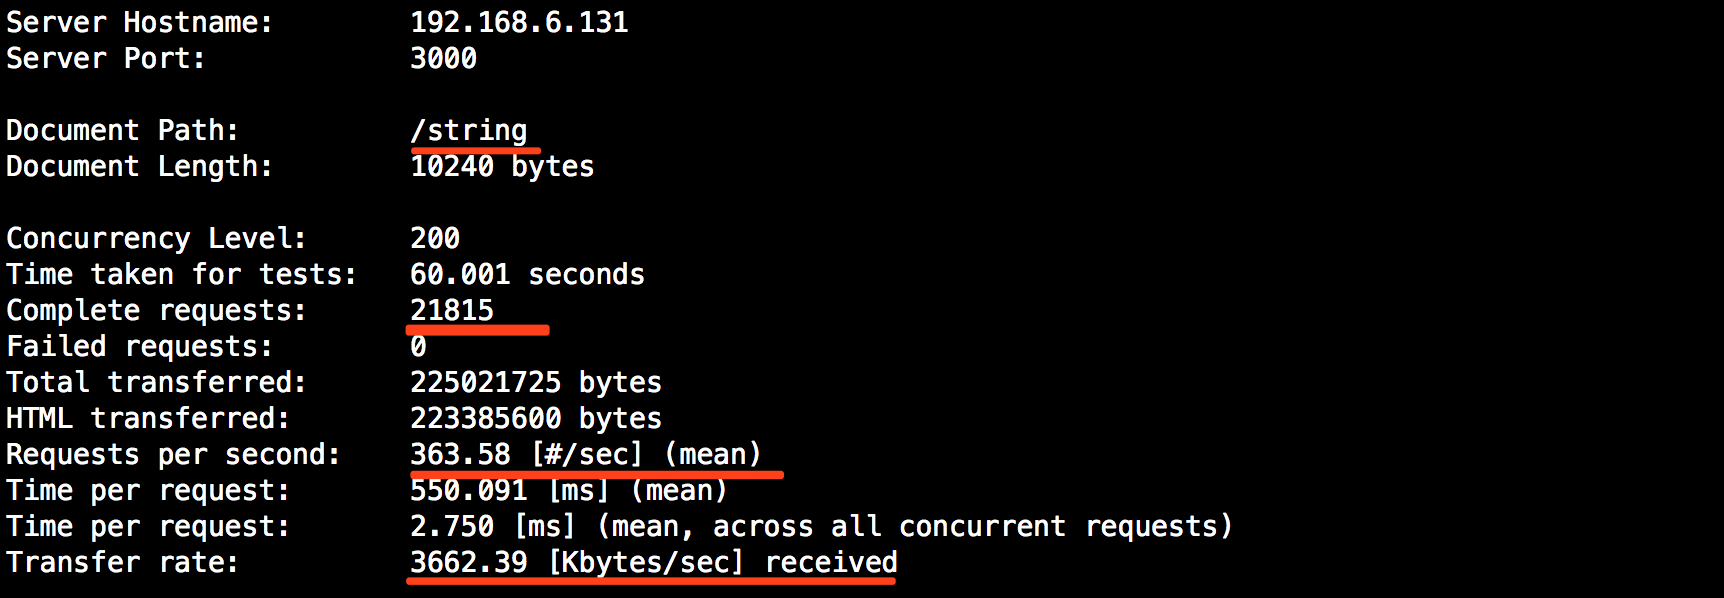 Server Hostname: 192.168.6.131
Server Port: 3000
Document Path: /string
Document Length: 10240 bytes
Concurrency Level: 200
Time taken for tests: 60.001 seconds
Complete requests: 21815
Failed requests: 0
Total transferred: 225021725 bytes
HTML transferred: 223385600 bytes
Requests per second: 363.58 [#/sec] (mean)
Time per request: 550.091 [ms] (mean)
Time per request: 2.750 [ms] (mean, across all concurrent requests)
Transfer rate: 3662.39 [Kbytes/sec] received